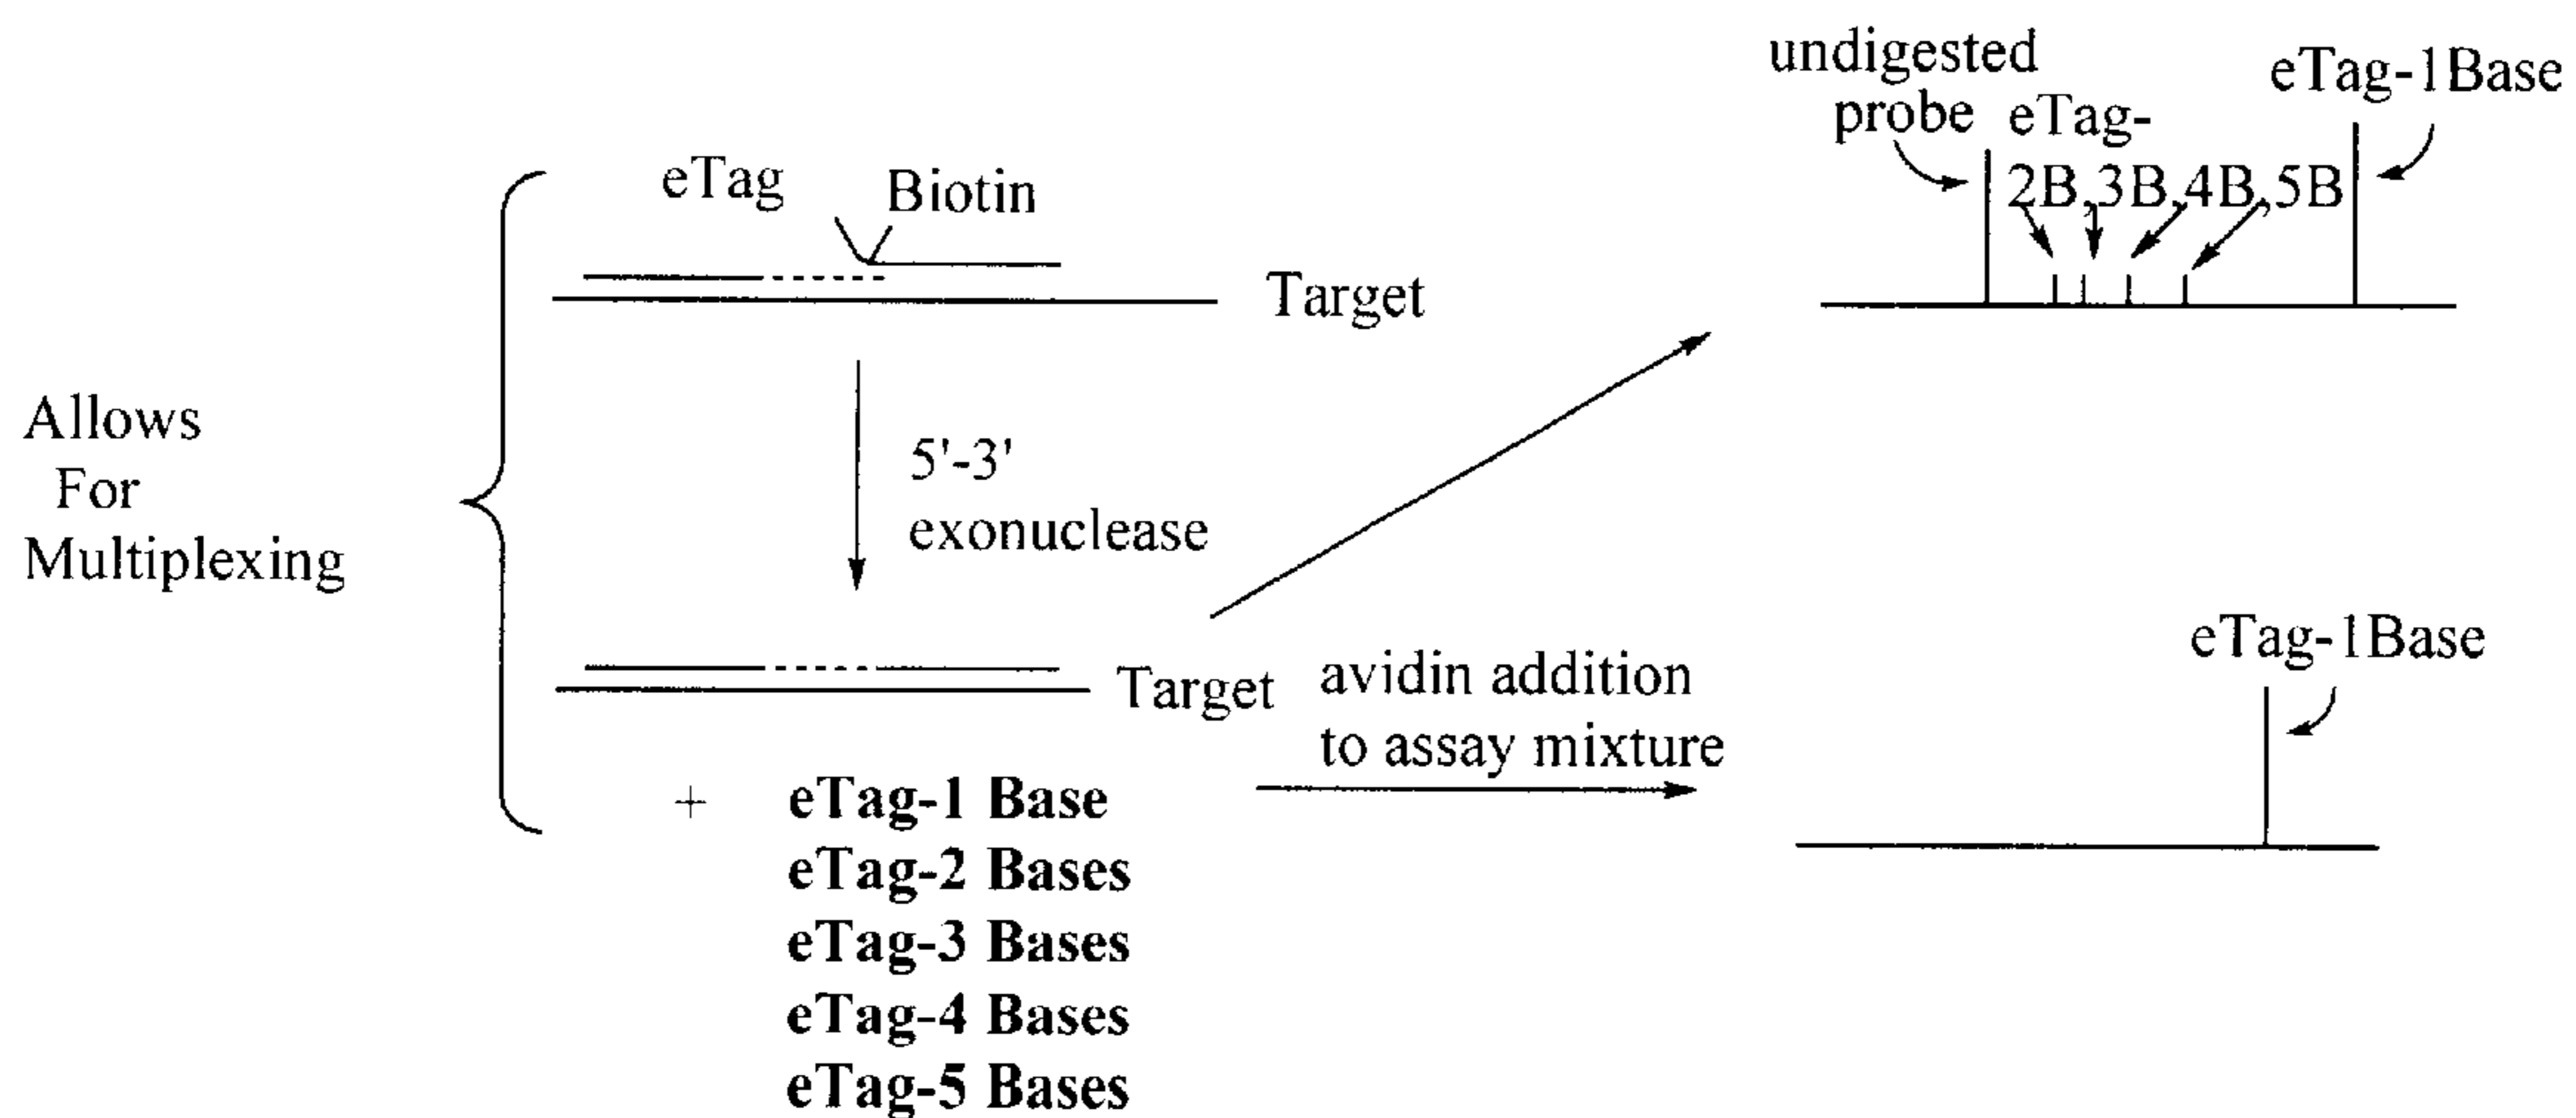 Allows
For
Multiplexing
eTag
Biotin
Target
5'-3'
exonuclease
Target
+ eTag-1 Base
eTag-2 Bases
eTag-3 Bases
eTag-4 Bases
eTag-5 Bases
avidin addition
to assay mixture
undigested
probe
eTag-
2B,3B,4B,5B
eTag-1Base
eTag-1Base